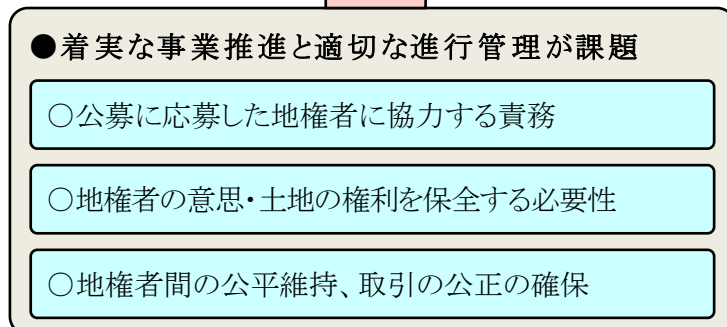 ●着実な事業推進と適切な進行管理が課題
○公募に応募した地権者に協力する責務
○地権者の意思・土地の権利を保全する必要性
○地権者間の公平維持、取引の公正の確保